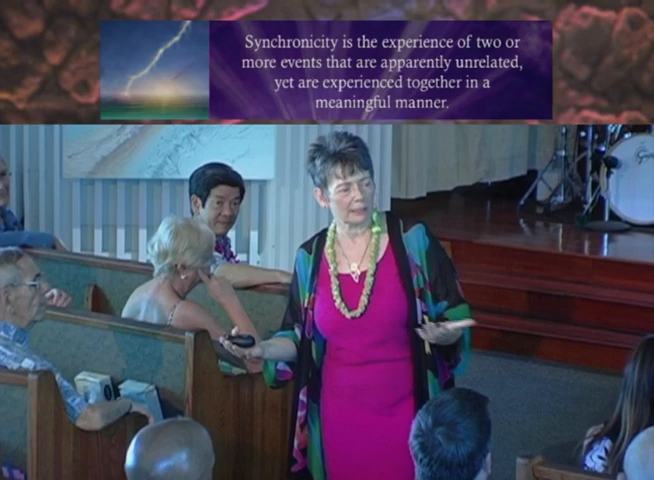 Synchronicity is the experience of two or
more events that are apparently unrelated,
yet are experienced together in a
meaningful manner.